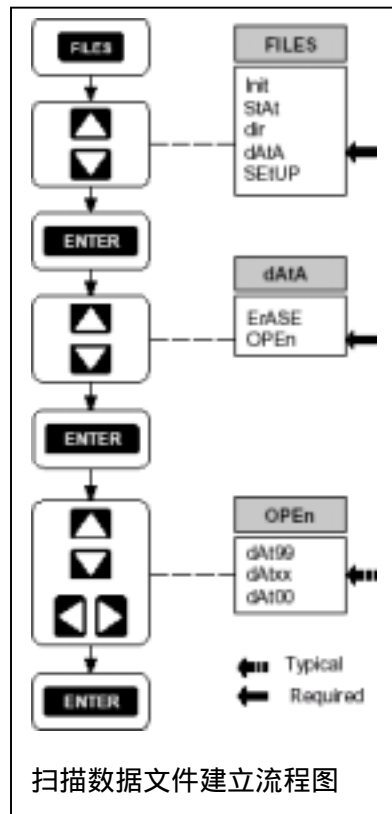 FILES
FILES
Init
StAt
dir
dAtA
SEtUP
ENTER
dAtA
ErASE
OPEn
ENTER
OPEn
dAt99
dAtxx
dAt00
Typical
Required
ENTER
扫描数据文件建立流程图